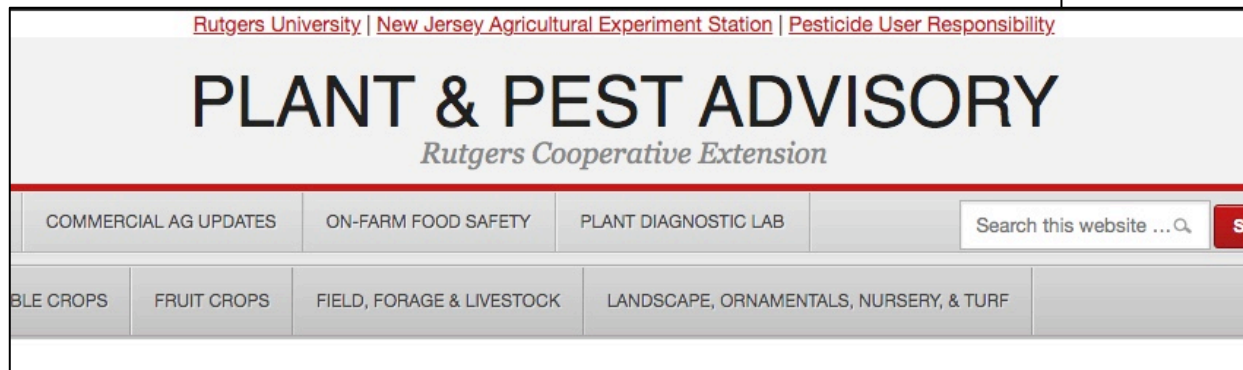 Rutgers University | New Jersey Agricultural Experiment Station | Pesticide User Responsibility
PLANT & PEST ADVISORY
Rutgers Cooperative Extension
COMMERCIAL AG UPDATES ON-FARM FOOD SAFETY PLANT DIAGNOSTIC LAB Search this website ... S
BLE CROPS FRUIT CROPS FIELD, FORAGE & LIVESTOCK LANDSCAPE, ORNAMENTALS, NURSERY, & TURF